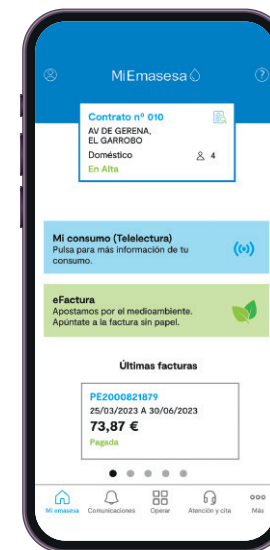 MiEmasesa
?
Contrato nº 010
AV DE GERENA,
EL GARROBO
Doméstico 4
En Alta
Mi consumo (Telelectura)
Pulsa para más información de tu
consumo.
eFactura
Apostamos por el medioambiente.
Apúntate a la factura sin papel.
Últimas facturas
PE2000821879
25/03/2023 A 30/06/2023
73,87 €
Pagada
Mi emasesa Comunicaciones Operar Atención y cita Más